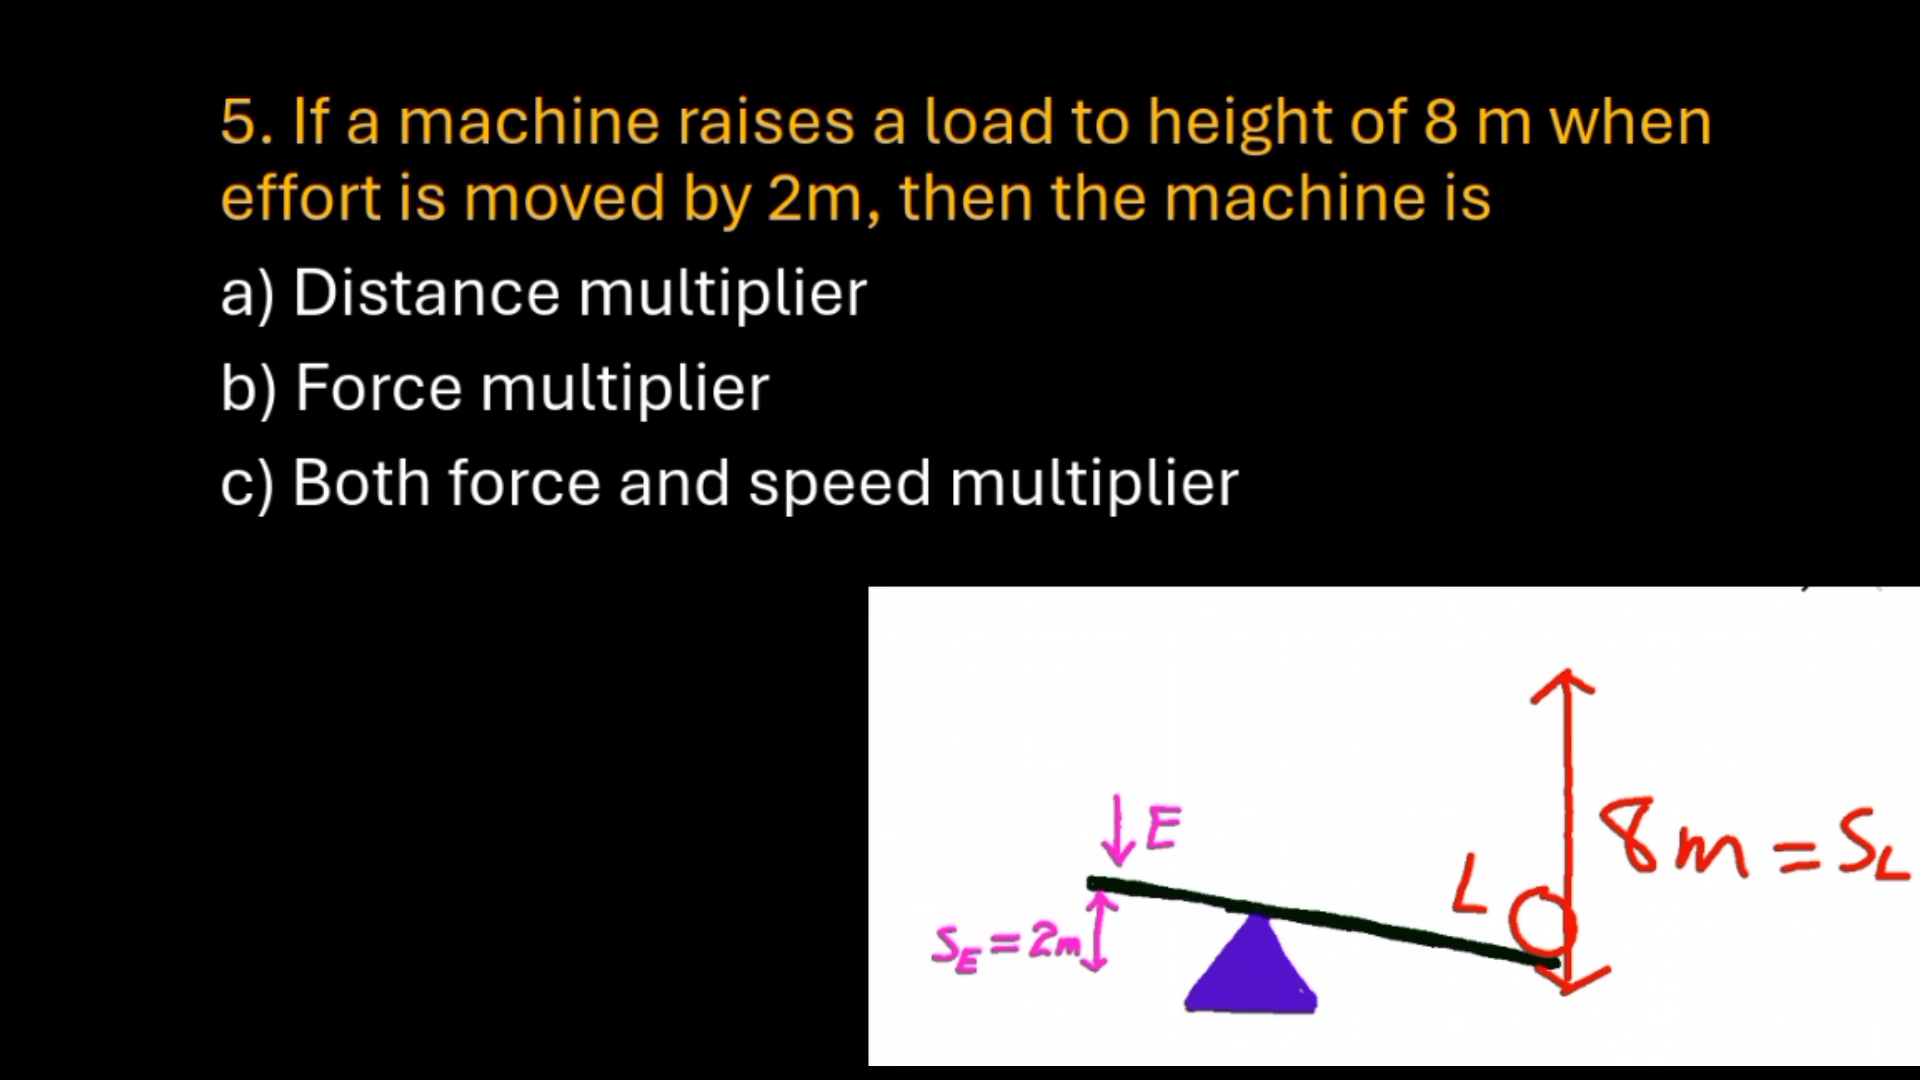 5. If a machine raises a load to height of 8 m when
effort is moved by 2m, then the machine is
a) Distance multiplier
b) Force multiplier
c) Both force and speed multiplier
E
L
8m = SL
SE = 2m